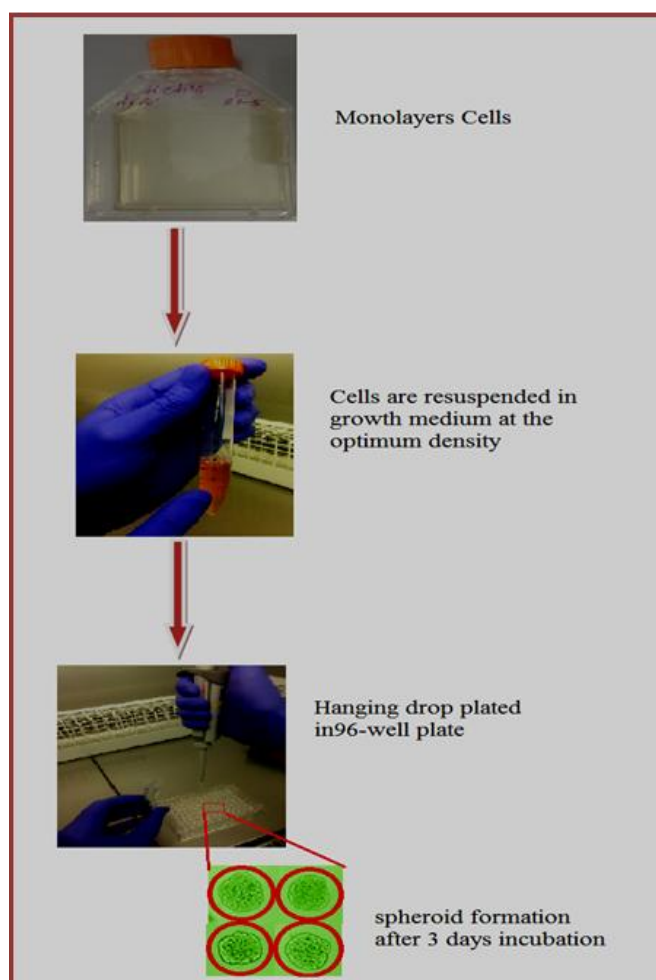 Monolayers Cells
Cells are resuspended in
growth medium at the
optimum density
Hanging drop plated
in96-well plate
spheroid formation
after 3 days incubation